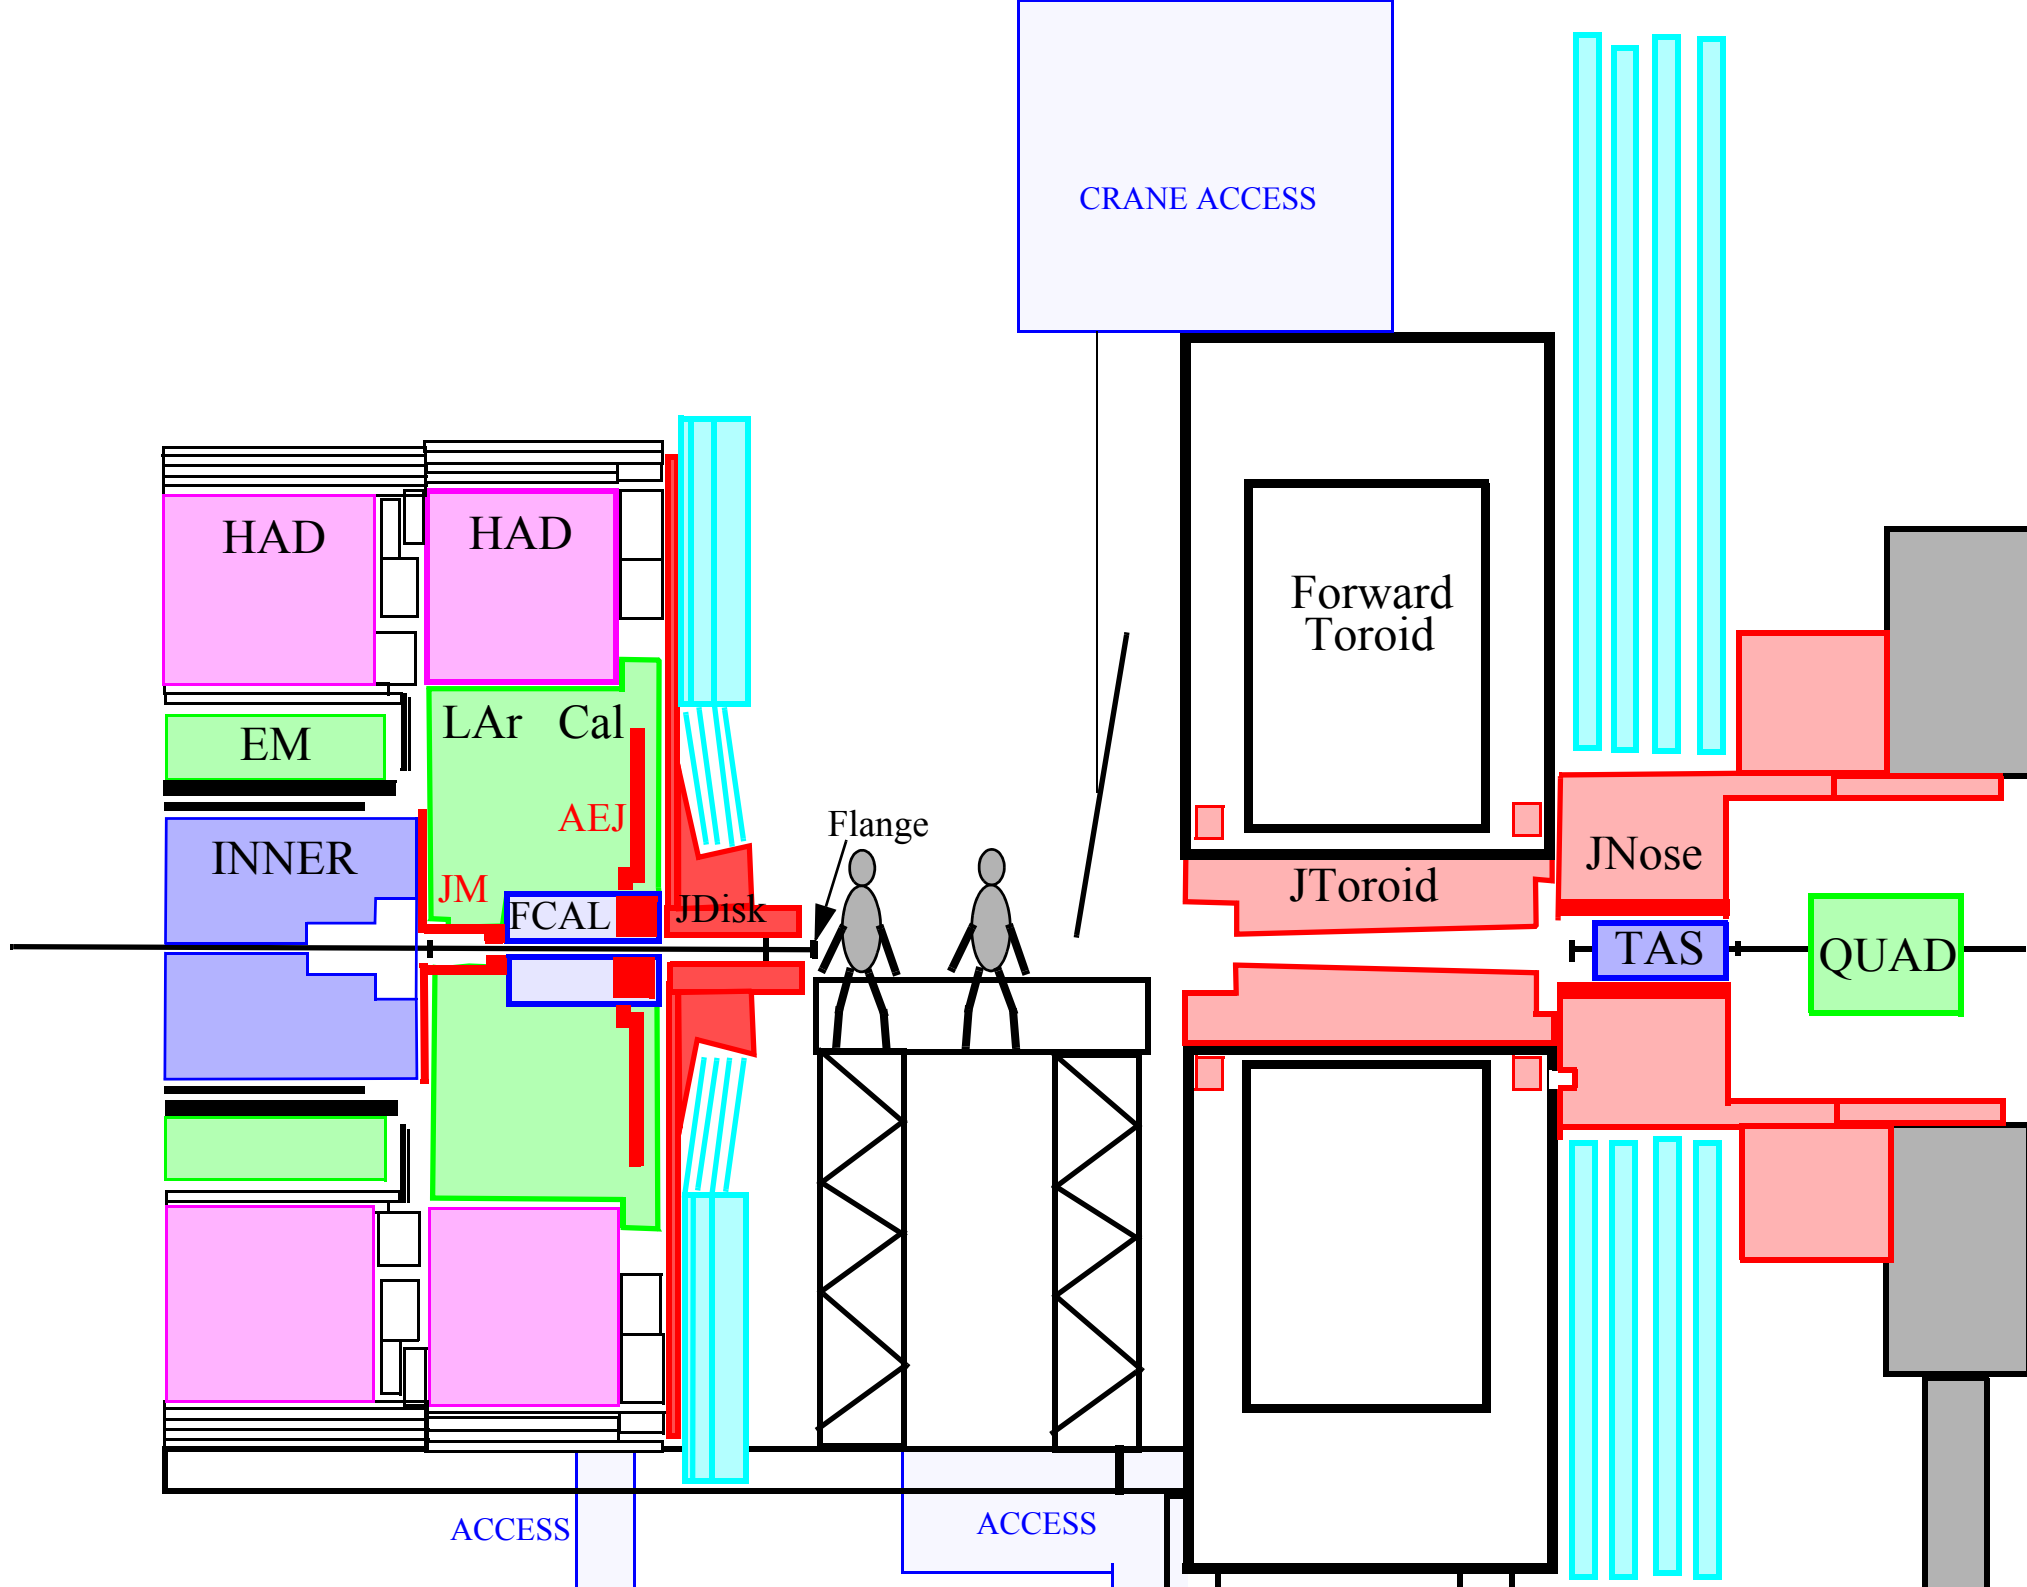 CRANE ACCESS
HAD
HAD
Forward
Toroid
LAr Cal
EM
AEJ
Flange
INNER
JM
FCAL
JDisk
JToroid
JNose
TAS
QUAD
ACCESS
ACCESS